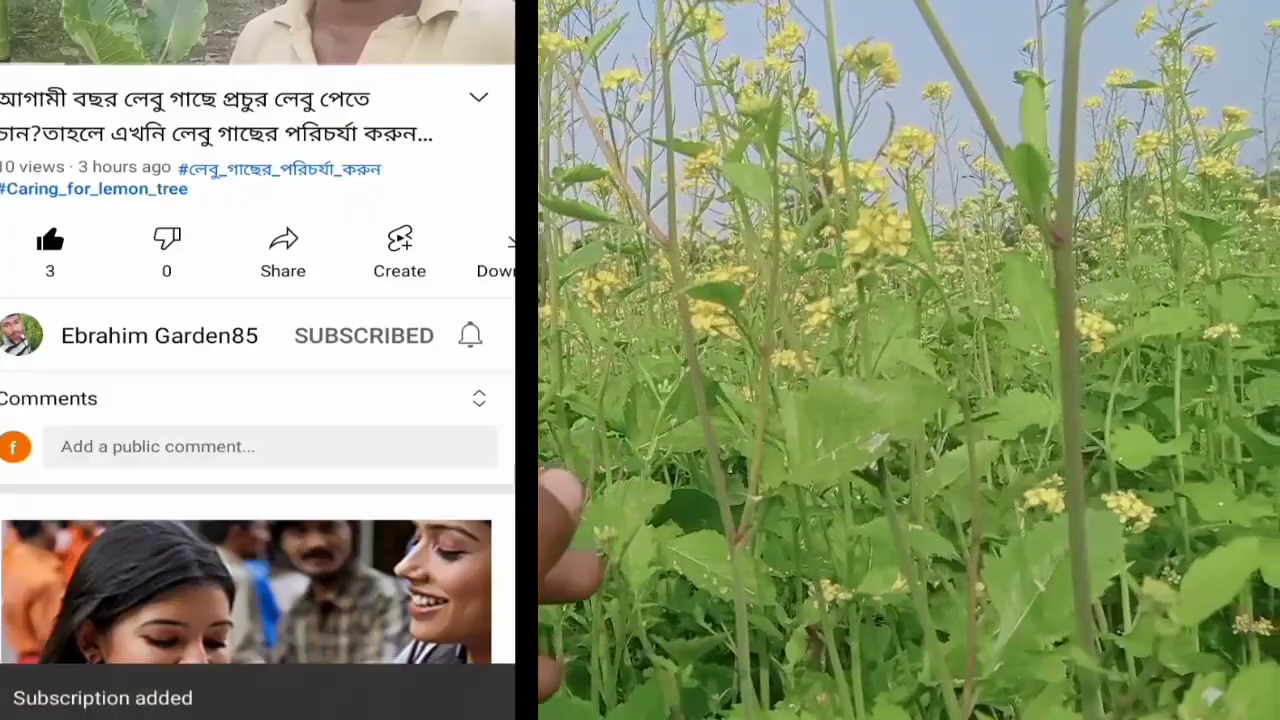 আগামী বছর লেবু গাছে প্রচুর লেবু পেতে
চান?তাহলে এখনি লেবু গাছের পরিচর্যা করুন...
10 views · 3 hours ago #লেবু_গাছের_পরিচর্যা_করুন
#Caring_for_lemon_tree
3
0
Share
Create
Down
Ebrahim Garden85
SUBSCRIBED
Comments
f
Add a public comment...
Subscription added